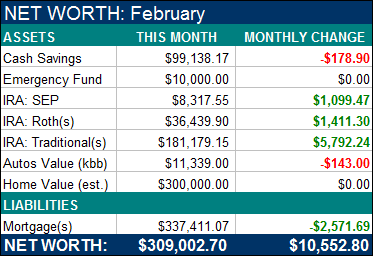 NET WORTH: February
ASSETS THIS MONTH MONTHLY CHANGE
Cash Savings $99,138.17 -$178.90
Emergency Fund $10,000.00 $0.00
IRA: SEP $8,317.55 $1,099.47
IRA: Roth(s) $36,439.90 $1,411.30
IRA: Traditional(s) $181,179.15 $5,792.24
Autos Value (kbb) $11,339.00 -$143.00
Home Value (est.) $300,000.00 $0.00
LIABILITIES
Mortgage(s) $337,411.07 -$2,571.69
NET WORTH: $309,002.70 $10,552.80